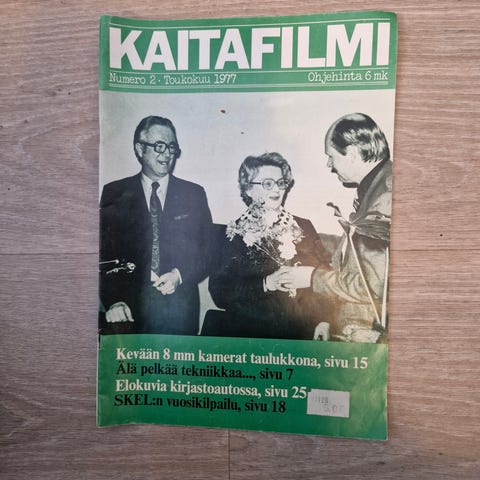 KAITAFILMI
Numero 2 · Toukokuu 1977 Ohjehinta 6 mk
Kevään 8 mm kamerat taulukkona, sivu 15
Älä pelkää tekniikkaa..., sivu 7
Elokuvia kirjastoautossa, sivu 25
SKEL:n vuosikilpailu, sivu 18